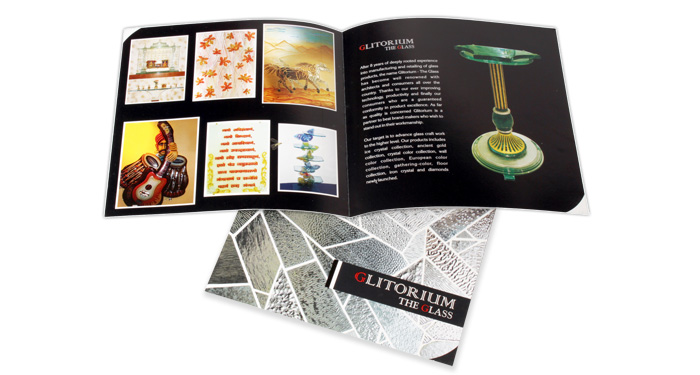 GLITORIUM
THE GLASS
After 8 years of deeply rooted experience
into manufacturing and retailing of glass
products, the name Glitorium - The Glass
has become well renowned with
architects and consumers all over the
country. Thanks to our ever improving
technology, productivity and finally our
consumers who are a guaranteed
conformity in product excellence. As far
as quality is concerned Glitorium is a
partner to best brand makers who wish to
stand out in their workmanship.
Our target is to advance glass craft work
to the higher level. Our products includes
ice crystal collection, ancient gold
collection, crystal color collection, wall
color collection, European color
collection, gathering-color, floor
collection, iron crystal and diamonds
newly launched.
GLITORIUM
THE GLASS